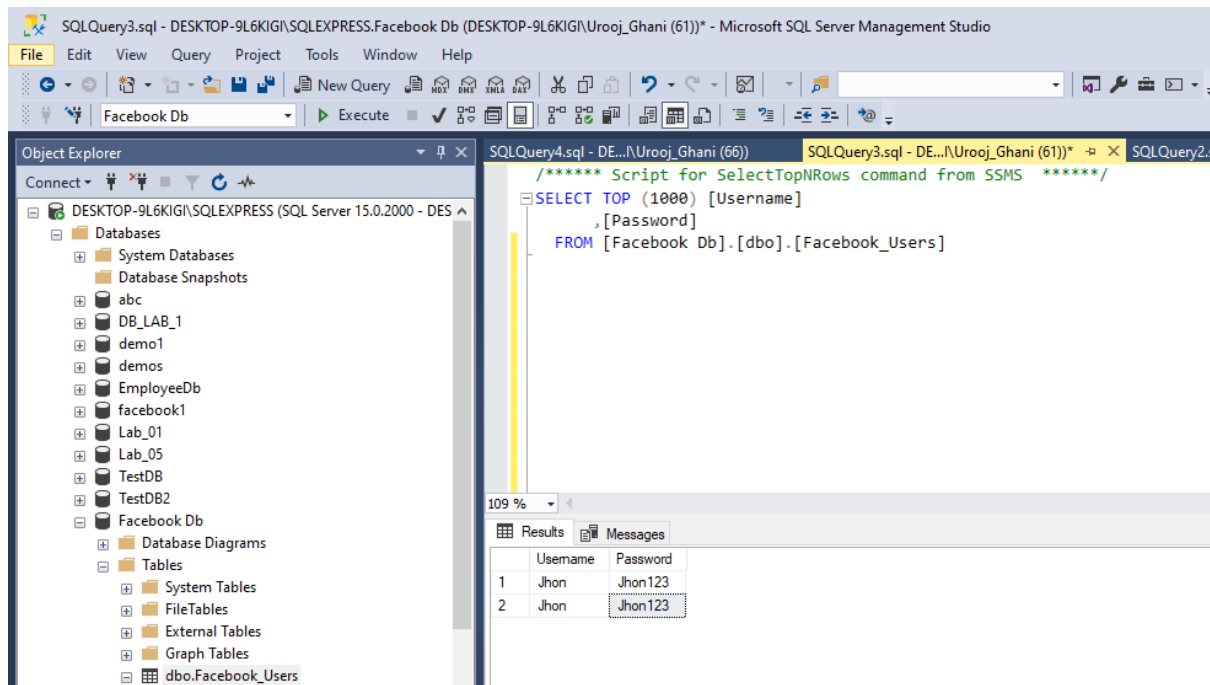 SQLQuery3.sql - DESKTOP-9L6KIGI\SQLEXPRESS.Facebook Db (DESKTOP-9L6KIGI\Urooj_Ghani (61))* - Microsoft SQL Server Management Studio
File Edit View Query Project Tools Window Help
New Query MDX DMX XMLA DAX
Facebook Db Execute
Object Explorer
Connect
DESKTOP-9L6KIGI\SQLEXPRESS (SQL Server 15.0.2000 - DES
Databases
System Databases
Database Snapshots
abc
DB_LAB_1
demo1
demos
EmployeeDb
facebook1
Lab_01
Lab_05
TestDB
TestDB2
Facebook Db
Database Diagrams
Tables
System Tables
FileTables
External Tables
Graph Tables
dbo.Facebook_Users
SQLQuery4.sql - DE...I\Urooj_Ghani (66)) SQLQuery3.sql - DE...I\Urooj_Ghani (61))* SQLQuery2.s
/****** Script for SelectTopNRows command from SSMS ******/
SELECT TOP (1000) [Username]
,[Password]
FROM [Facebook Db].[dbo].[Facebook_Users]
109 %
Results Messages
Username Password
1 Jhon Jhon123
2 Jhon Jhon123